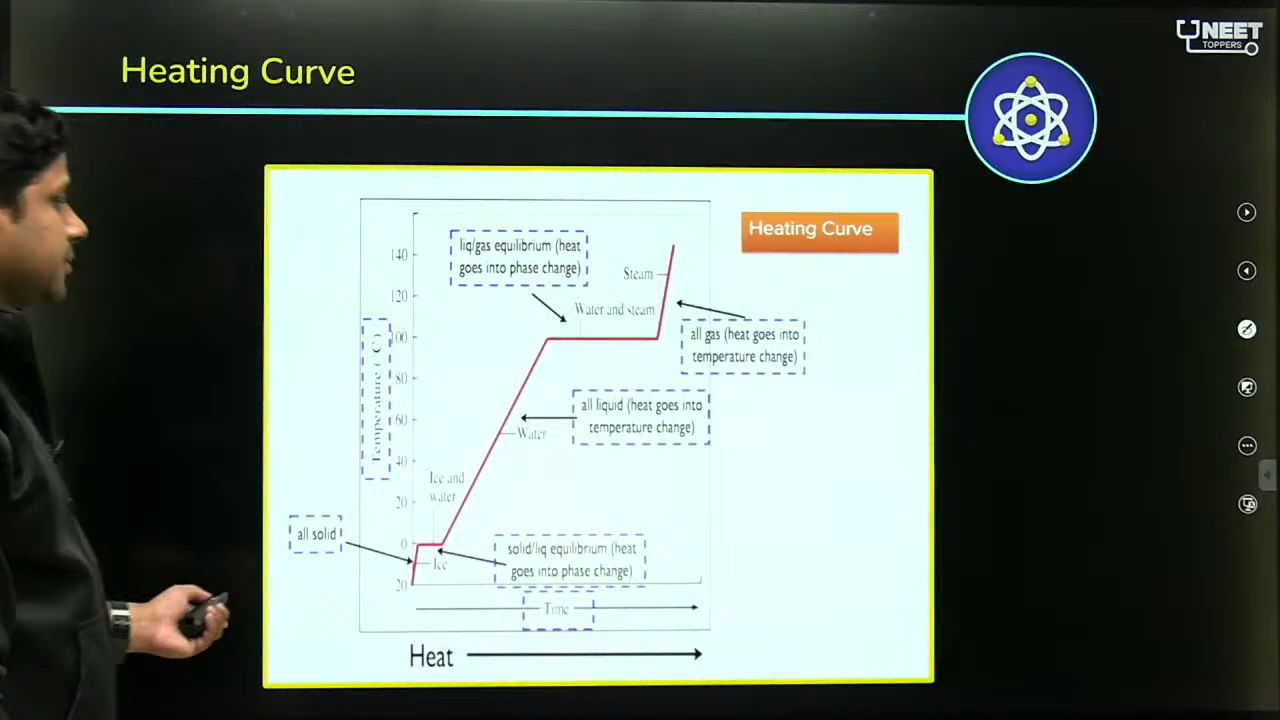 NEET
TOPPERS
Heating Curve
Heating Curve
liq/gas equilibrium (heat
goes into phase change)
140
120
00
80
60
40
20
0
20
Temperature ( C)
Steam
Water and steam
all gas (heat goes into
temperature change)
all liquid (heat goes into
temperature change)
Water
Ice and
water
all solid
Ice
solid/liq equilibrium (heat
goes into phase change)
Time
Heat